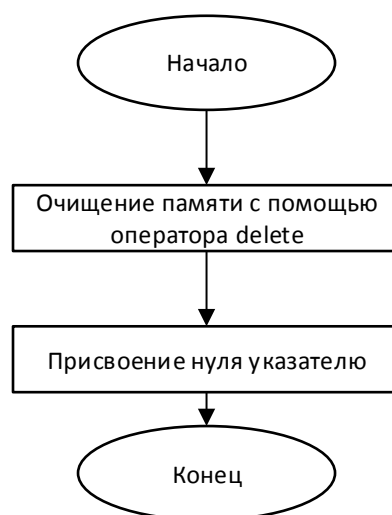 Начало
Очищение памяти с помощью
оператора delete
Присвоение нуля указателю
Конец